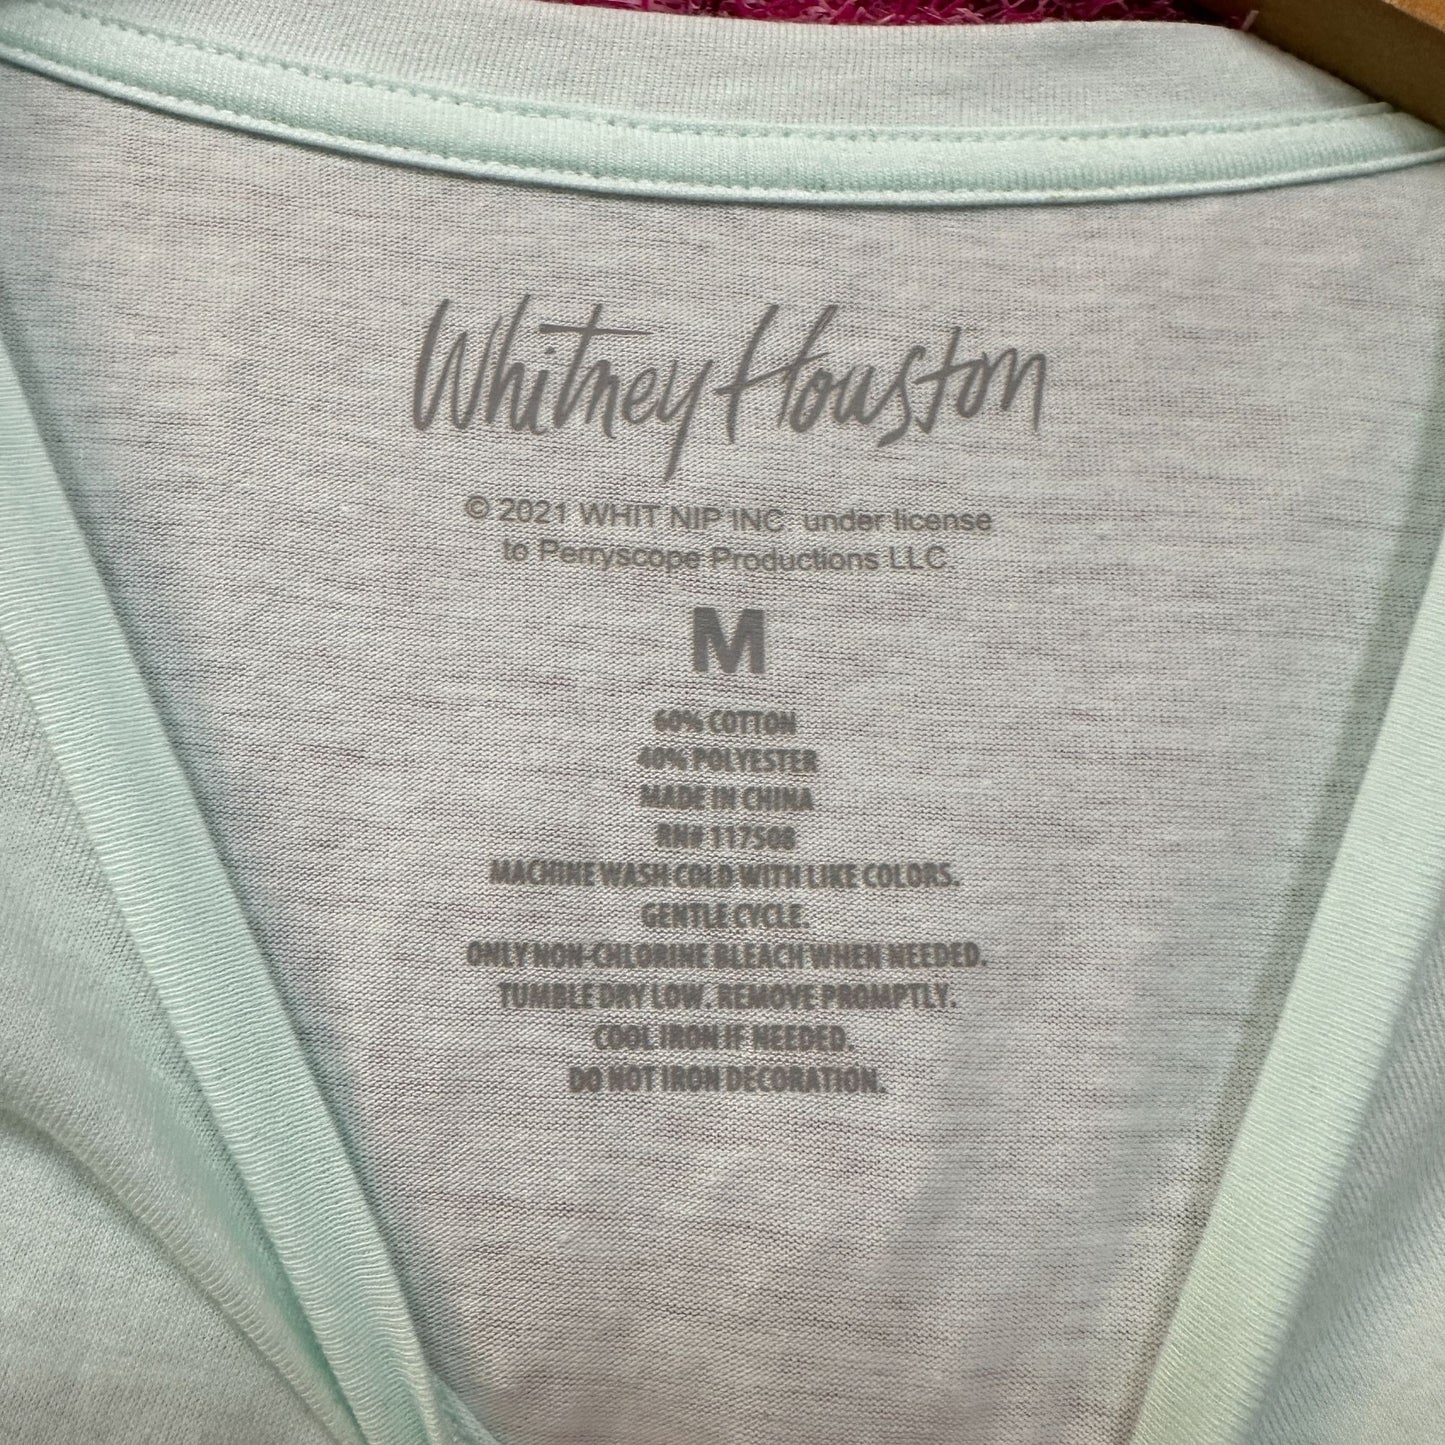 Whitney Houston
© 2021 WHIT NIP INC. under license
to Perryscope Productions LLC.
M
60% COTTON
40% POLYESTER
MADE IN CHINA
RN# 117508
MACHINE WASH COLD WITH LIKE COLORS.
GENTLE CYCLE.
ONLY NON-CHLORINE BLEACH WHEN NEEDED.
TUMBLE DRY LOW. REMOVE PROMPTLY.
COOL IRON IF NEEDED.
DO NOT IRON DECORATION.